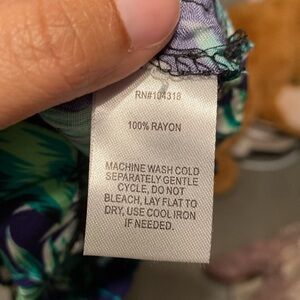 RN#104318
100% RAYON
MACHINE WASH COLD
SEPARATELY GENTLE
CYCLE, DO NOT
BLEACH, LAY FLAT TO
DRY, USE COOL IRON
IF NEEDED.